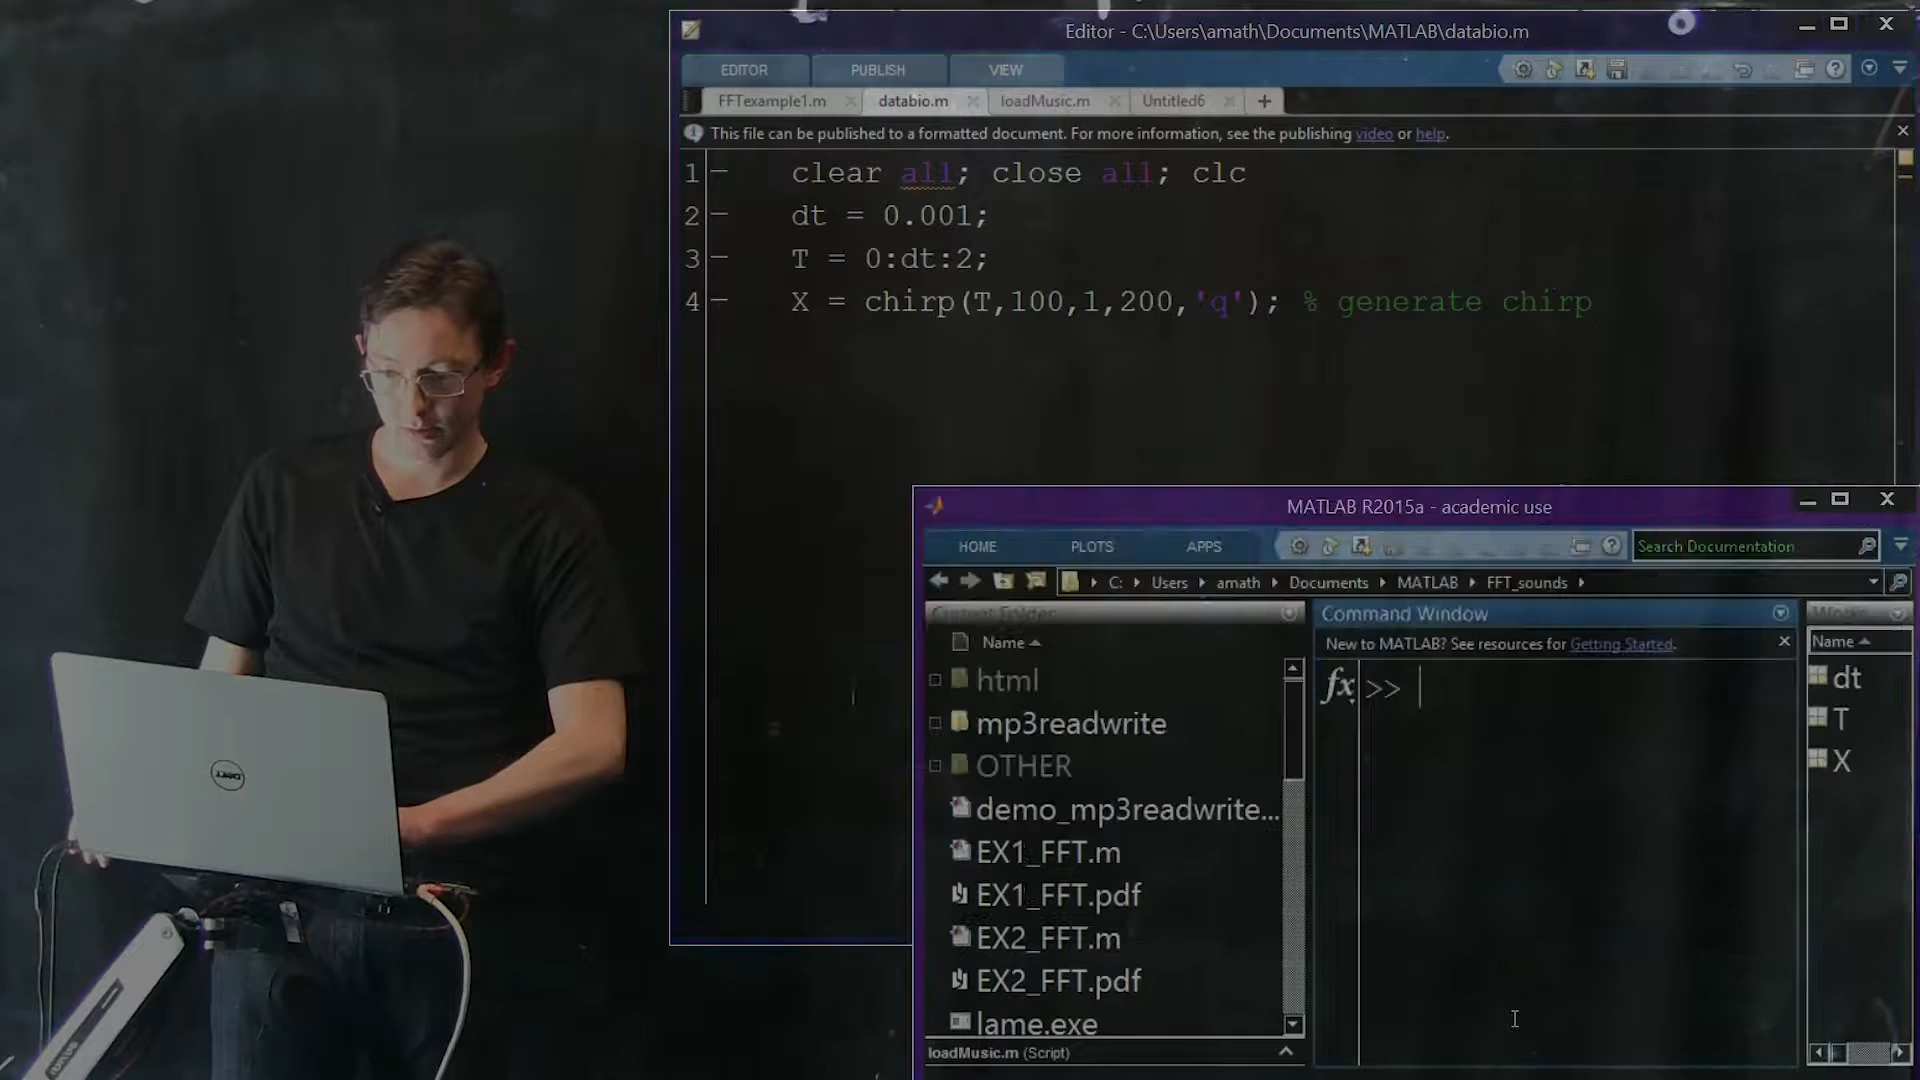 Editor - C:\Users\amath\Documents\MATLAB\databio.m
EDITOR PUBLISH VIEW
FFTexample1.m databio.m loadMusic.m Untitled6
This file can be published to a formatted document. For more information, see the publishing video or help.
1 clear all; close all; clc
2 dt = 0.001;
3 T = 0:dt:2;
4 X = chirp(T,100,1,200,'q'); % generate chirp
MATLAB R2015a - academic use
HOME PLOTS APPS Search Documentation
C: Users amath Documents MATLAB FFT_sounds
Current Folder
Name
html
mp3readwrite
OTHER
demo_mp3readwrite...
EX1_FFT.m
EX1_FFT.pdf
EX2_FFT.m
EX2_FFT.pdf
lame.exe
loadMusic.m (Script)
Command Window
New to MATLAB? See resources for Getting Started.
fx >>
Name
dt
T
X
DELL